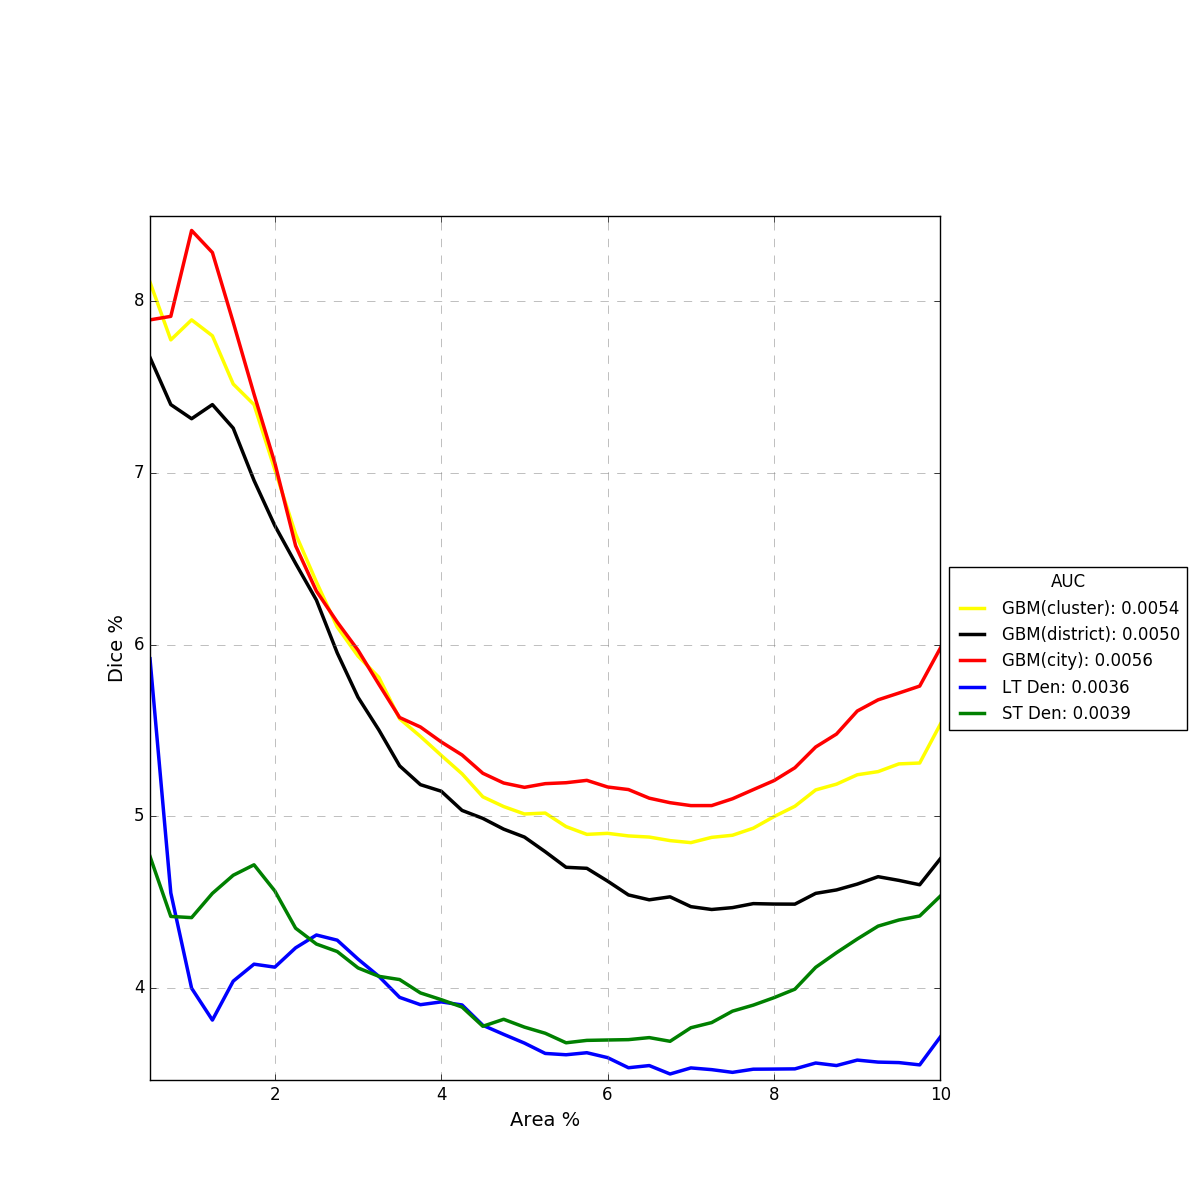 8
7
6
5
4
Dice %
2
4
6
8
10
Area %
AUC
GBM(cluster): 0.0054
GBM(district): 0.0050
GBM(city): 0.0056
LT Den: 0.0036
ST Den: 0.0039